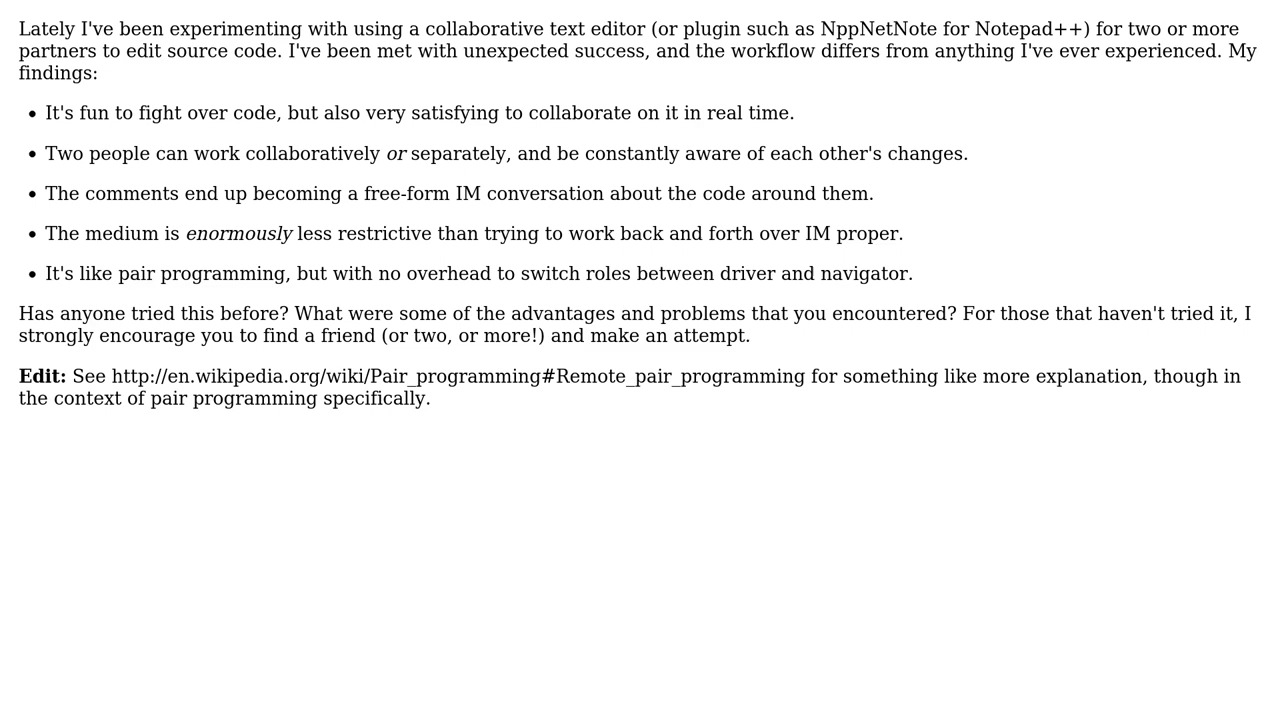 Lately I've been experimenting with using a collaborative text editor (or plugin such as NppNetNote for Notepad++) for two or more
partners to edit source code. I've been met with unexpected success, and the workflow differs from anything I've ever experienced. My
findings:
• It's fun to fight over code, but also very satisfying to collaborate on it in real time.
• Two people can work collaboratively or separately, and be constantly aware of each other's changes.
• The comments end up becoming a free-form IM conversation about the code around them.
• The medium is enormously less restrictive than trying to work back and forth over IM proper.
• It's like pair programming, but with no overhead to switch roles between driver and navigator.
Has anyone tried this before? What were some of the advantages and problems that you encountered? For those that haven't tried it, I
strongly encourage you to find a friend (or two, or more!) and make an attempt.
Edit: See http://en.wikipedia.org/wiki/Pair_programming#Remote_pair_programming for something like more explanation, though in
the context of pair programming specifically.